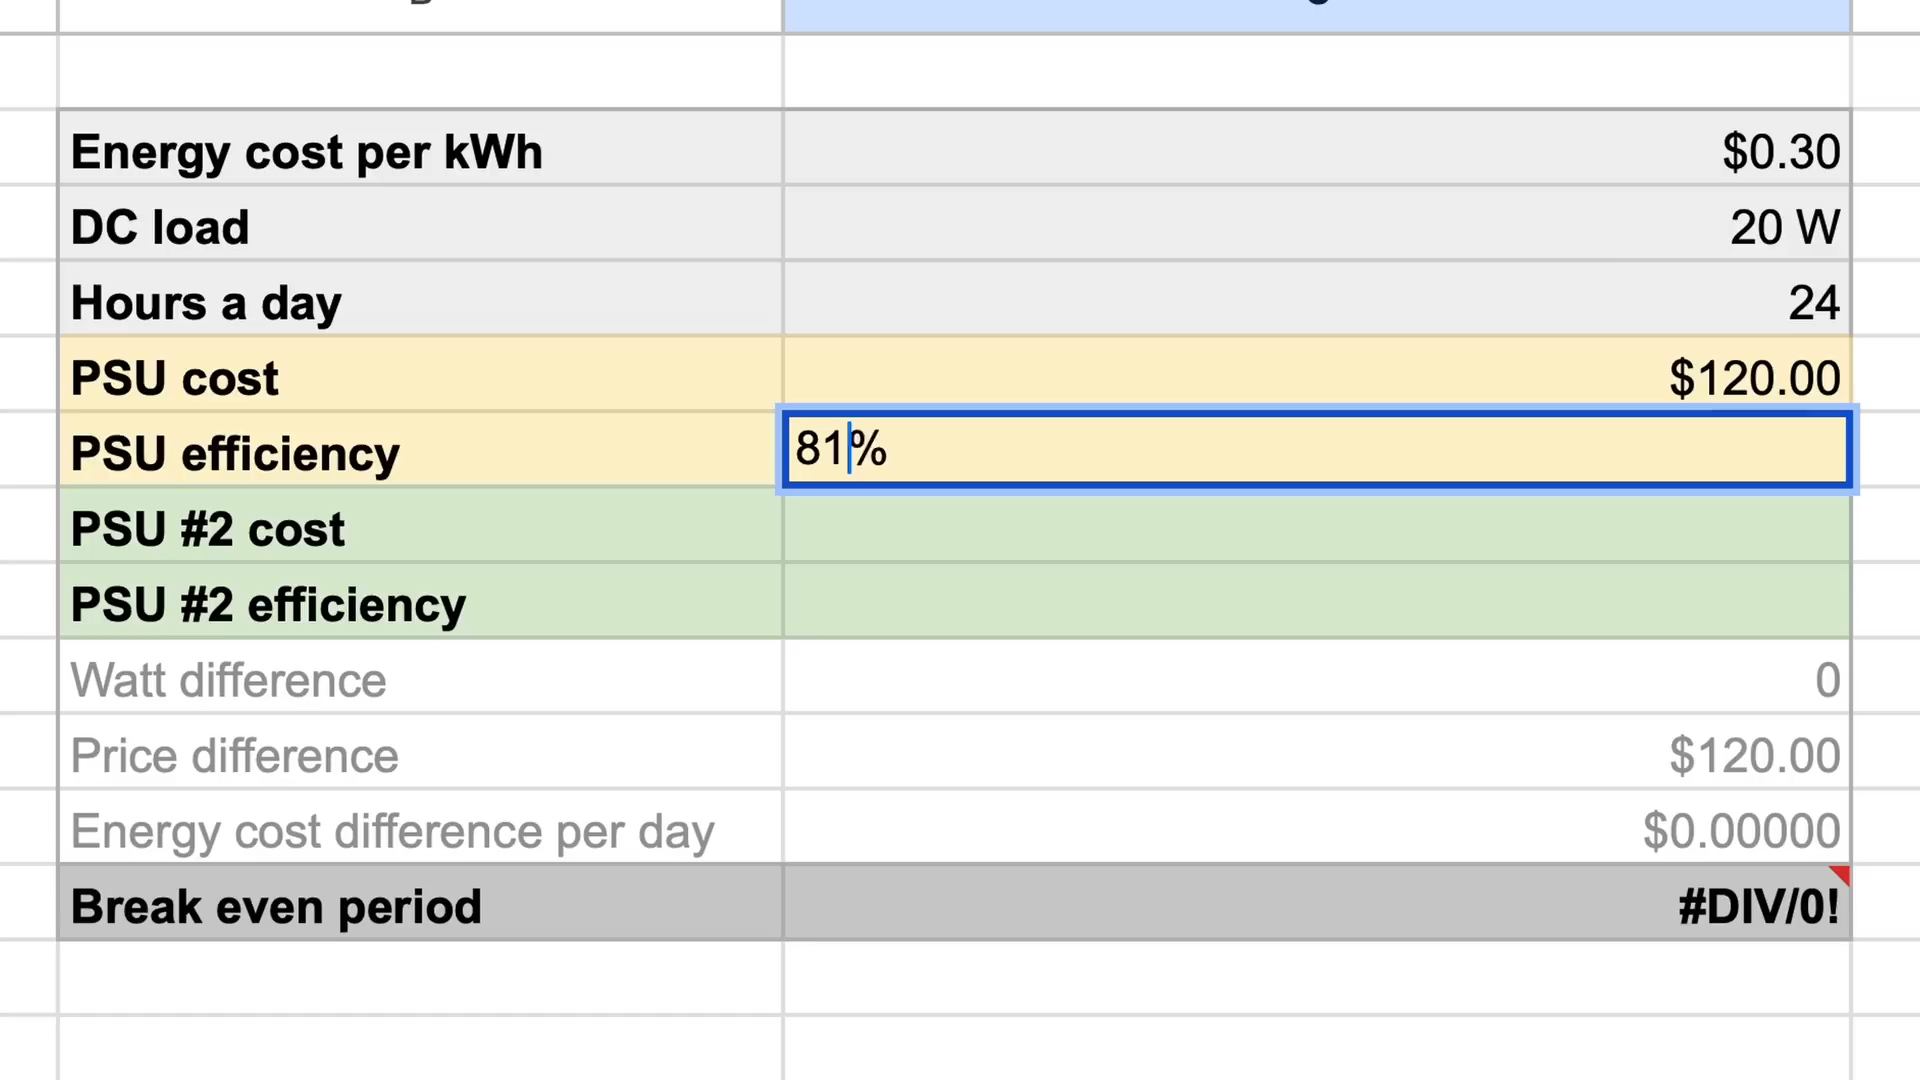 Energy cost per kWh $0.30
DC load 20 W
Hours a day 24
PSU cost $120.00
PSU efficiency 81%
PSU #2 cost
PSU #2 efficiency
Watt difference 0
Price difference $120.00
Energy cost difference per day $0.00000
Break even period #DIV/0!